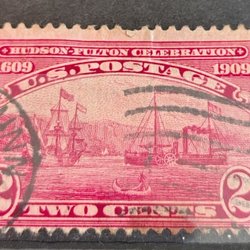 HUDSON-FULTON CELEBRATION
1609 1909
U.S. POSTAGE
2 2
TWO CENTS